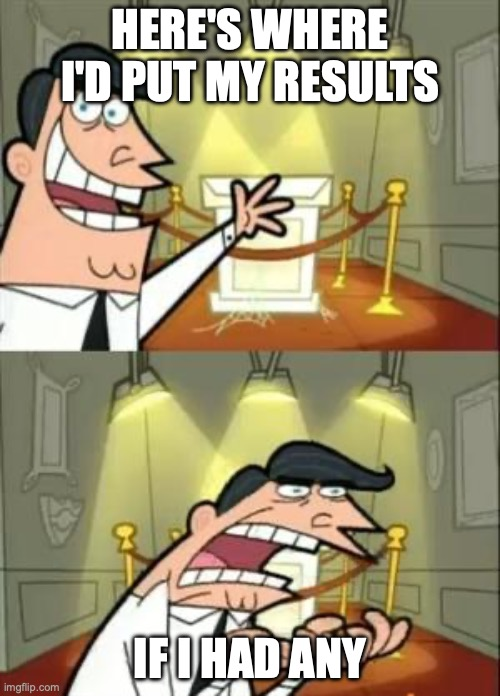 HERE'S WHERE
I'D PUT MY RESULTS
IF I HAD ANY
imgflip.com